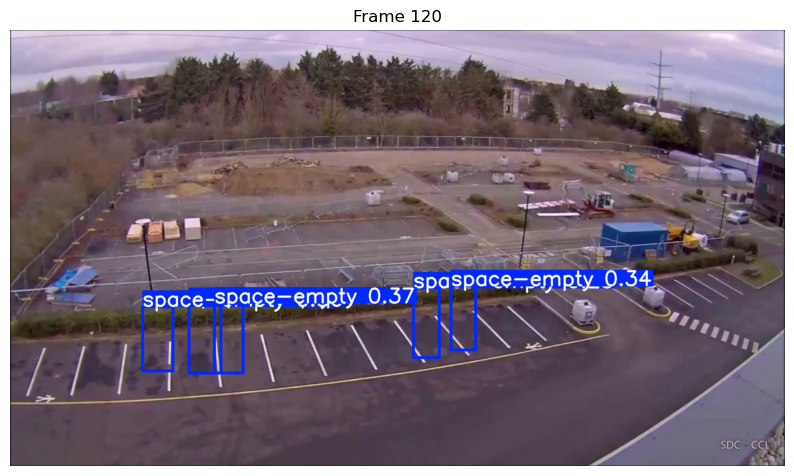 Frame 120
space-empty 0.37
spa
space-empty 0.34
space-
SDC - CCL